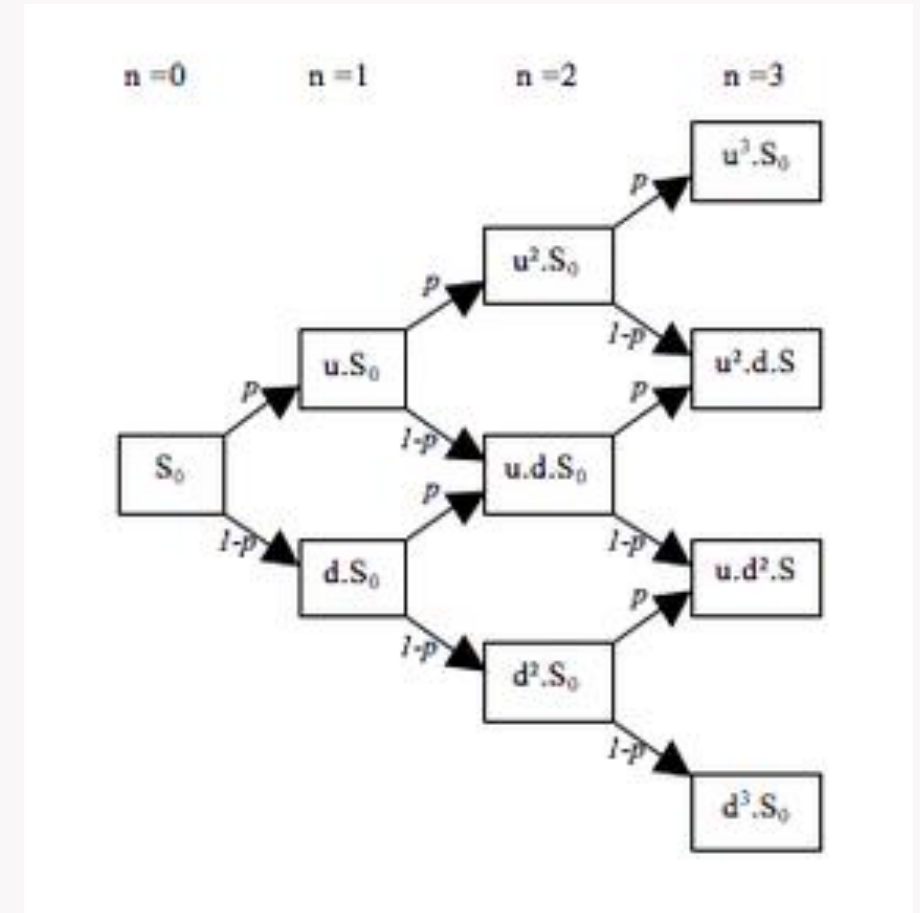 n =0 n =1 n =2 n =3
u³.S₀
p
u².S₀
p
1-p
u.S₀
u².d.S
p
p
1-p
S₀
u.d.S₀
p
1-p
1-p
d.S₀
u.d².S
p
1-p
d².S₀
1-p
d³.S₀